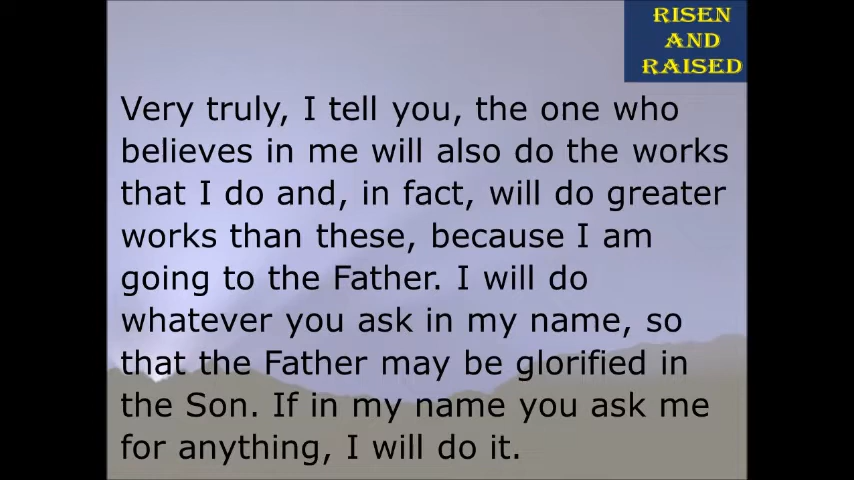 RISEN
AND
RAISED
Very truly, I tell you, the one who
believes in me will also do the works
that I do and, in fact, will do greater
works than these, because I am
going to the Father. I will do
whatever you ask in my name, so
that the Father may be glorified in
the Son. If in my name you ask me
for anything, I will do it.